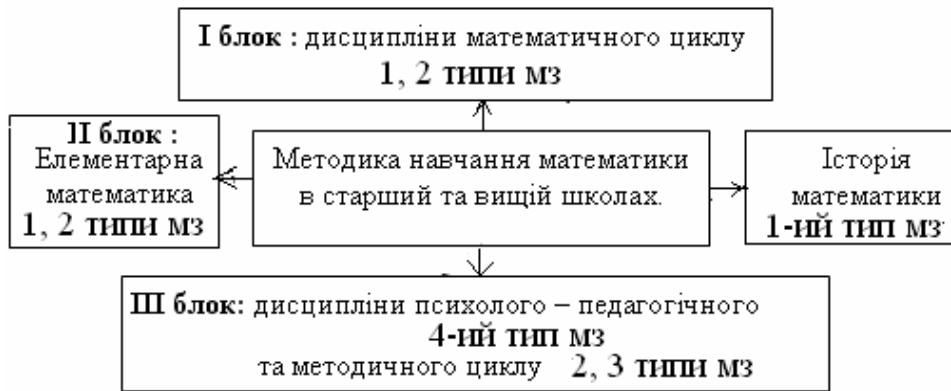 I блок : дисципліни математичного циклу
1, 2 типи мз
II блок :
Елементарна
математика
1, 2 типи мз
Методика навчання математики
в старший та вищій школах.
Історія
математики
1-ий тип мз
III блок: дисципліни психолого – педагогічного
4-ий тип мз
та методичного циклу 2, 3 типи мз